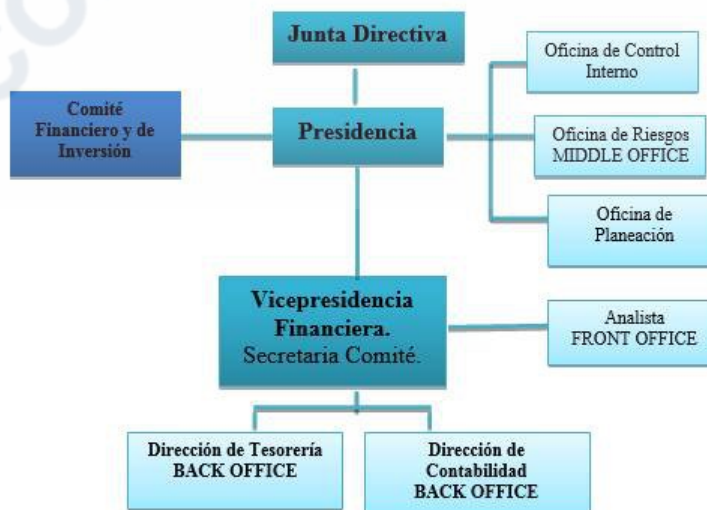 Junta Directiva
Oficina de Control
Interno
Comité
Financiero y de
Inversión
Presidencia
Oficina de Riesgos
MIDDLE OFFICE
Oficina de
Planeación
Vicepresidencia
Financiera.
Secretaria Comité.
Analista
FRONT OFFICE
Dirección de Tesorería
BACK OFFICE
Dirección de
Contabilidad
BACK OFFICE